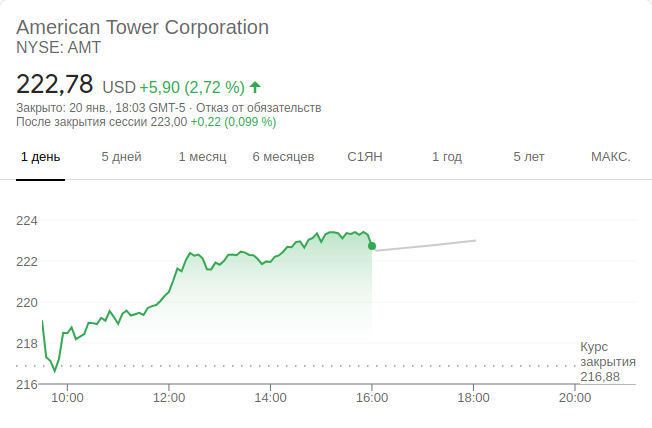 American Tower Corporation
NYSE: AMT
222,78 USD +5,90 (2,72 %)
Закрыто: 20 янв., 18:03 GMT-5 · Отказ от обязательств
После закрытия сессии 223,00 +0,22 (0,099 %)
1 день 5 дней 1 месяц 6 месяцев С1ЯН 1 год 5 лет МАКС.
224
222
220
218
216
Курс
закрытия
216,88
10:00 12:00 14:00 16:00 18:00 20:00